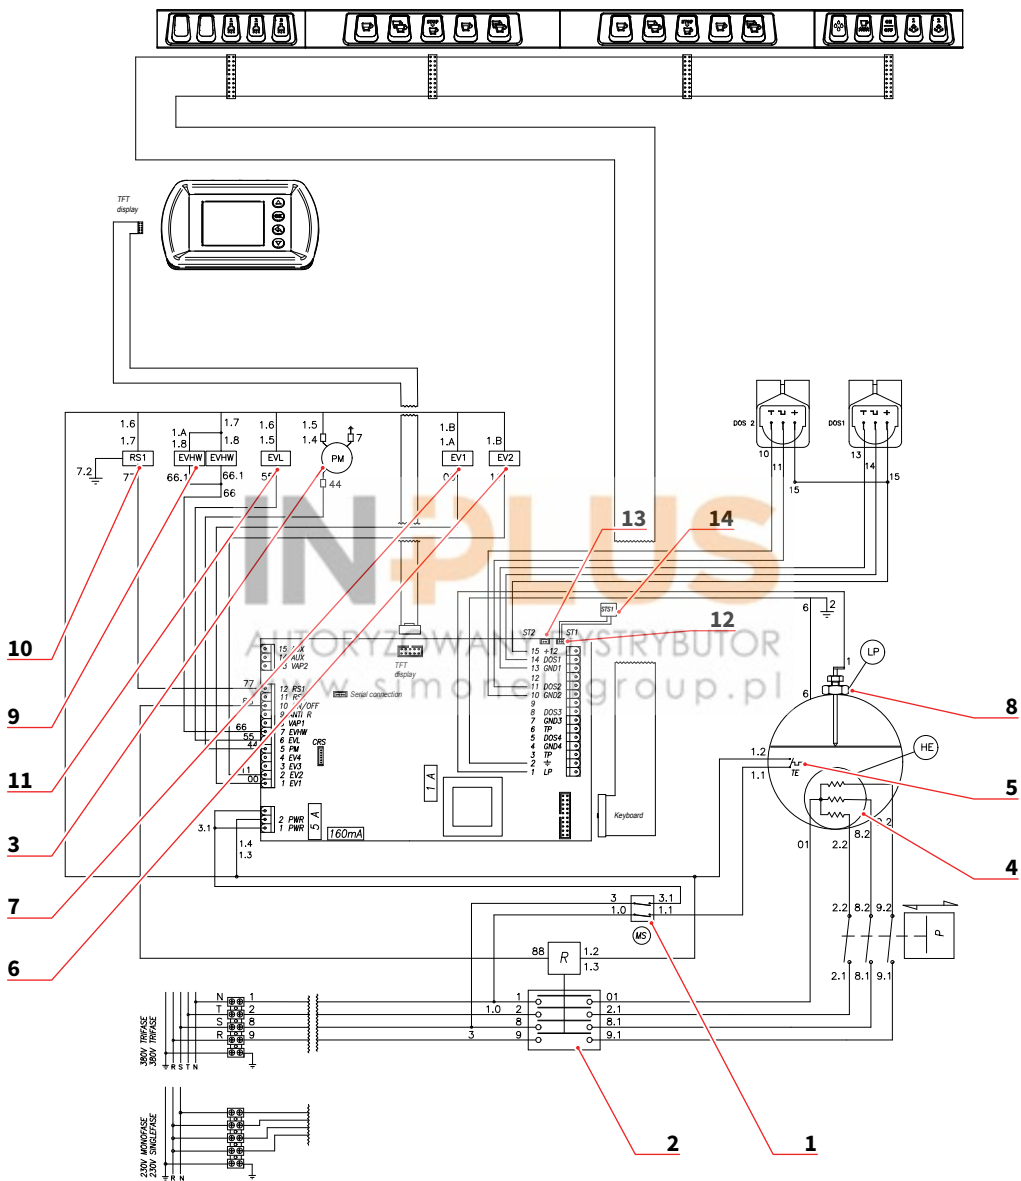 TFT
display
DOS 2
DOS1
10
11
15
13
14
15
1.6
1.7
1.A
1.8
1.7
1.8
1.6
1.5
1.5
1.4
7
1.B
1.A
1.B
7.2
RS1
EVHW
EVHW
EVL
PM
EV1
EV2
66.1
66.1
66
44
INPLUS
AUTORYZOWANY DYSTRYBUTOR
www.simonelligroup.pl
13
14
12
STS1
ST2
ST1
6
2
1
LP
6
8
10
9
11
3
7
6
5
4
TFT
display
Serial connection
CRS
15 AUX
14 AUX
13 VAP2
77
12 RS1
11 RS
10 ON/OFF
9 ANTI R
8 VAP1
66
7 EVHW
55
6 EVL
44
5 PM
4 EV4
3 EV3
2 EV2
00
1 EV1
15 +12
14 DOS1
13 GND1
12
11 DOS2
10 GND2
9
8 DOS3
7 GND3
6 TP
5 DOS4
4 GND4
3 TP
2
1 LP
2 PWR
1 PWR
3.1
5 A
160mA
1 A
Keyboard
1.4
1.3
HE
1.2
1.1
TE
01
2.2
8.2
9.2
2.2
8.2
9.2
P
2.1
8.1
9.1
3
3.1
1.0
1.1
MS
88
R
1.2
1.3
N
1
T
2
S
8
R
9
1.0
3
1
2
8
9
01
2.1
8.1
9.1
380V TRIFASE
380V TRIFASE
R S T N
2
1
230V MONOFASE
230V SINGLEFASE
R N